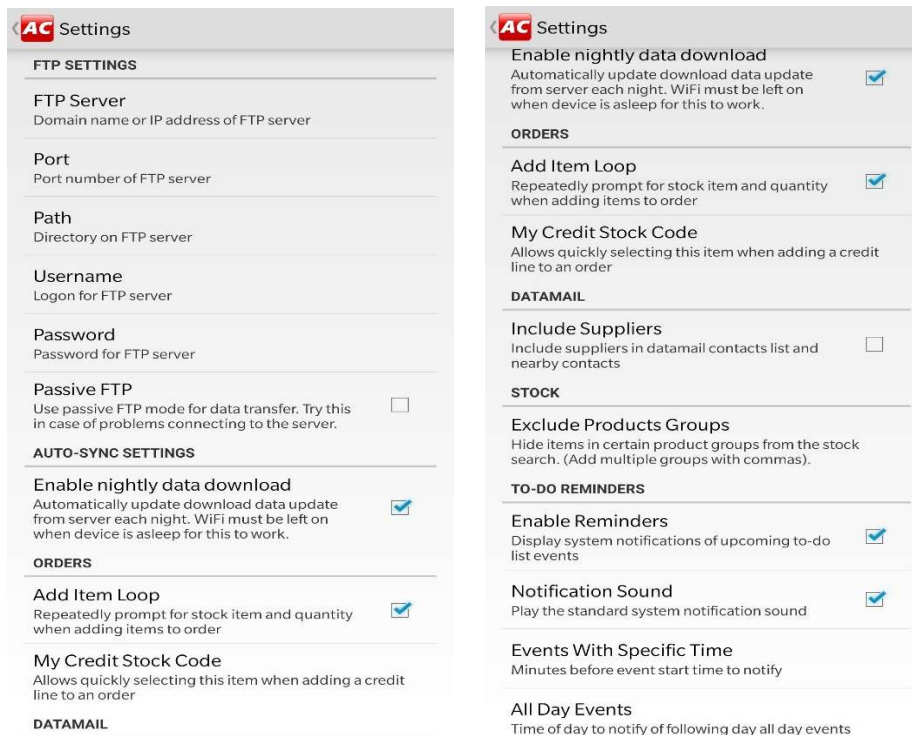 AC Settings
FTP SETTINGS
FTP Server
Domain name or IP address of FTP server
Port
Port number of FTP server
Path
Directory on FTP server
Username
Logon for FTP server
Password
Password for FTP server
Passive FTP
Use passive FTP mode for data transfer. Try this
in case of problems connecting to the server.
AUTO-SYNC SETTINGS
Enable nightly data download
Automatically update download data update
from server each night. WiFi must be left on
when device is asleep for this to work.
ORDERS
Add Item Loop
Repeatedly prompt for stock item and quantity
when adding items to order
My Credit Stock Code
Allows quickly selecting this item when adding a credit
line to an order
DATAMAIL
AC Settings
Enable nightly data download
Automatically update download data update
from server each night. WiFi must be left on
when device is asleep for this to work.
ORDERS
Add Item Loop
Repeatedly prompt for stock item and quantity
when adding items to order
My Credit Stock Code
Allows quickly selecting this item when adding a credit
line to an order
DATAMAIL
Include Suppliers
Include suppliers in datamail contacts list and
nearby contacts
STOCK
Exclude Products Groups
Hide items in certain product groups from the stock
search. (Add multiple groups with commas).
TO-DO REMINDERS
Enable Reminders
Display system notifications of upcoming to-do
list events
Notification Sound
Play the standard system notification sound
Events With Specific Time
Minutes before event start time to notify
All Day Events
Time of day to notify of following day all day events